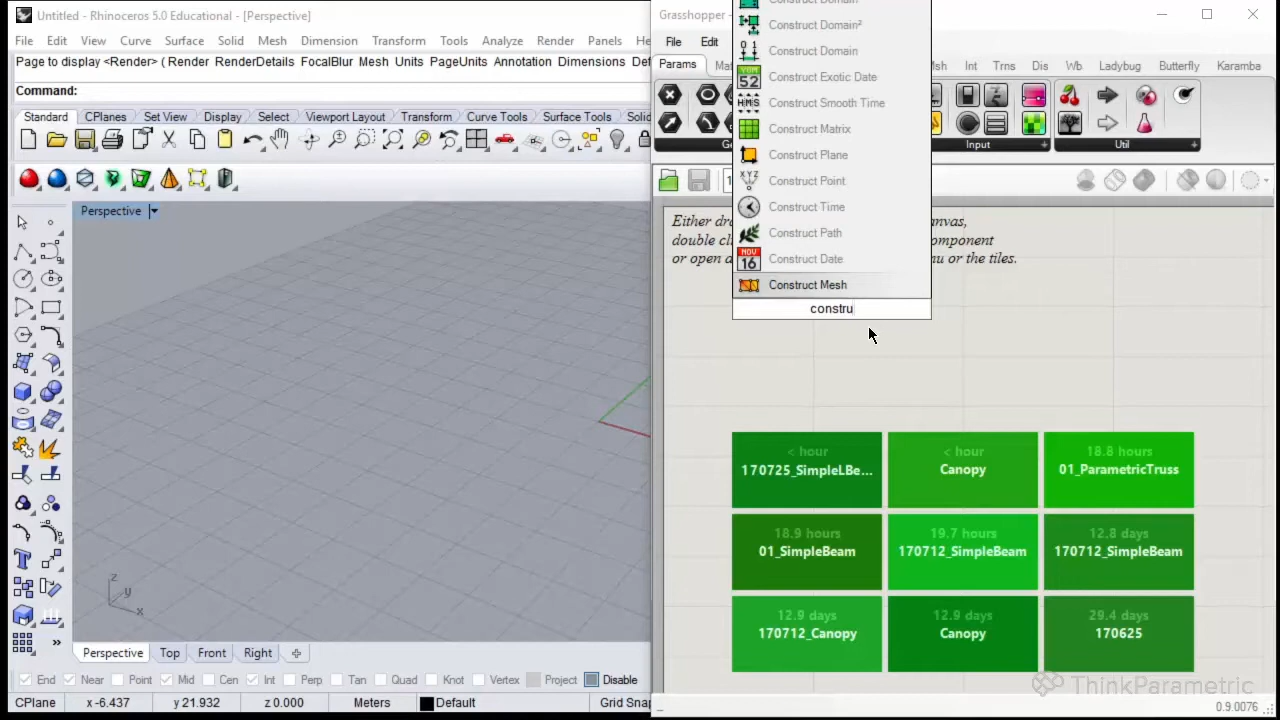 Untitled - Rhinoceros 5.0 Educational - [Perspective]
File Edit View Curve Surface Solid Mesh Dimension Transform Tools Analyze Render Panels He
Page to display <Render> ( Render RenderDetails FocalBlur Mesh Units PageUnits Annotation Dimensions Def
Command:
Standard CPlanes Set View Display Select Viewport Layout Transform Curve Tools Surface Tools Solid
Perspective
z
y
x
Perspective Top Front Right
End Near Point Mid Cen Int Perp Tan Quad Knot Vertex Project Disable
CPlane x -6.437 y 21.932 z 0.000 Meters Default Grid Snap
Grasshopper -
File Edit
Params Mat
Msh Int Trns Dis Wb Ladybug Butterfly Karamba
Ge
Input
Util
1
Construct Domain
Construct Domain²
Construct Domain
Construct Exotic Date
Construct Smooth Time
Construct Matrix
Construct Plane
Construct Point
Construct Time
Construct Path
Construct Date
Construct Mesh
constru
Either dra
nvas,
double cli
omponent
or open a
nu or the tiles.
< hour
170725_SimpleLBe...
< hour
Canopy
18.8 hours
01_ParametricTruss
18.9 hours
01_SimpleBeam
19.7 hours
170712_SimpleBeam
12.8 days
170712_SimpleBeam
12.9 days
170712_Canopy
12.9 days
Canopy
29.4 days
170625
ThinkParametric
0.9.0076